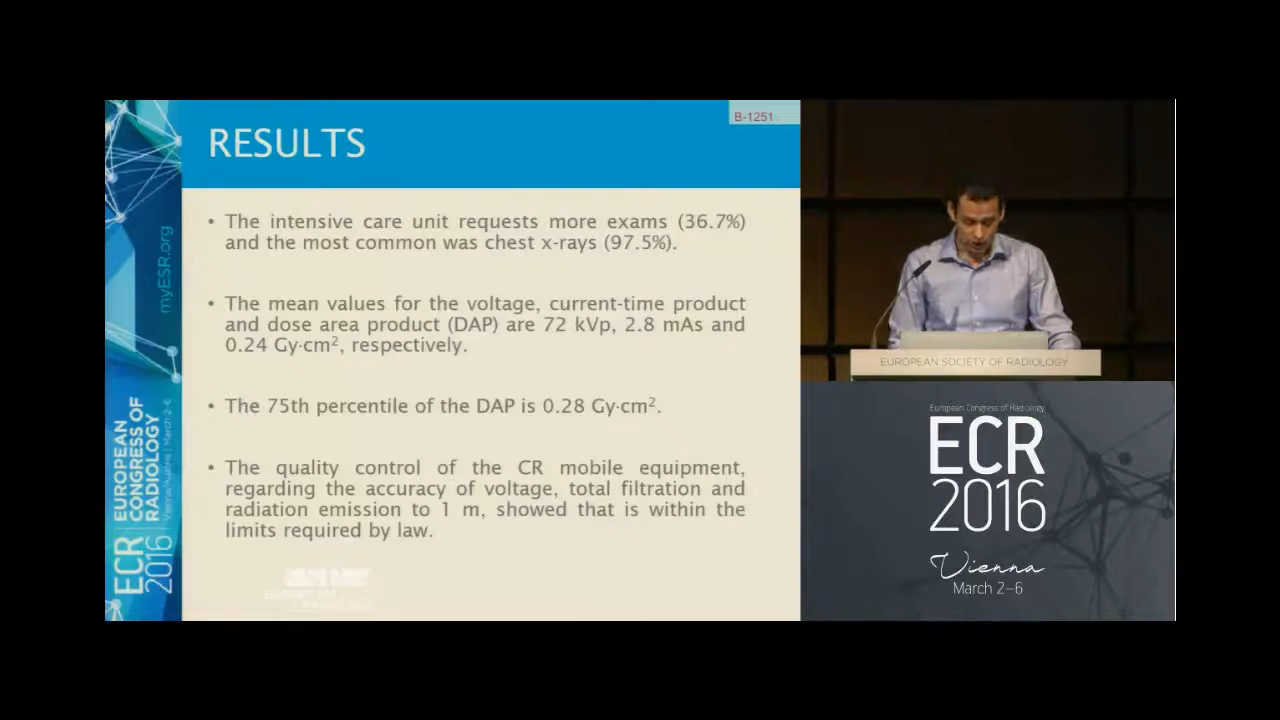 B-1251
RESULTS
• The intensive care unit requests more exams (36.7%)
and the most common was chest x-rays (97.5%).
• The mean values for the voltage, current-time product
and dose area product (DAP) are 72 kVp, 2.8 mAs and
0.24 Gy·cm², respectively.
• The 75th percentile of the DAP is 0.28 Gy·cm².
• The quality control of the CR mobile equipment,
regarding the accuracy of voltage, total filtration and
radiation emission to 1 m, showed that is within the
limits required by law.
myESR.org
ECR 2016
EUROPEAN
CONGRESS OF
RADIOLOGY
Vienna/Austria | March 2-6
EUROPEAN SOCIETY OF RADIOLOGY
European Congress of Radiology
ECR
2016
Vienna
March 2–6